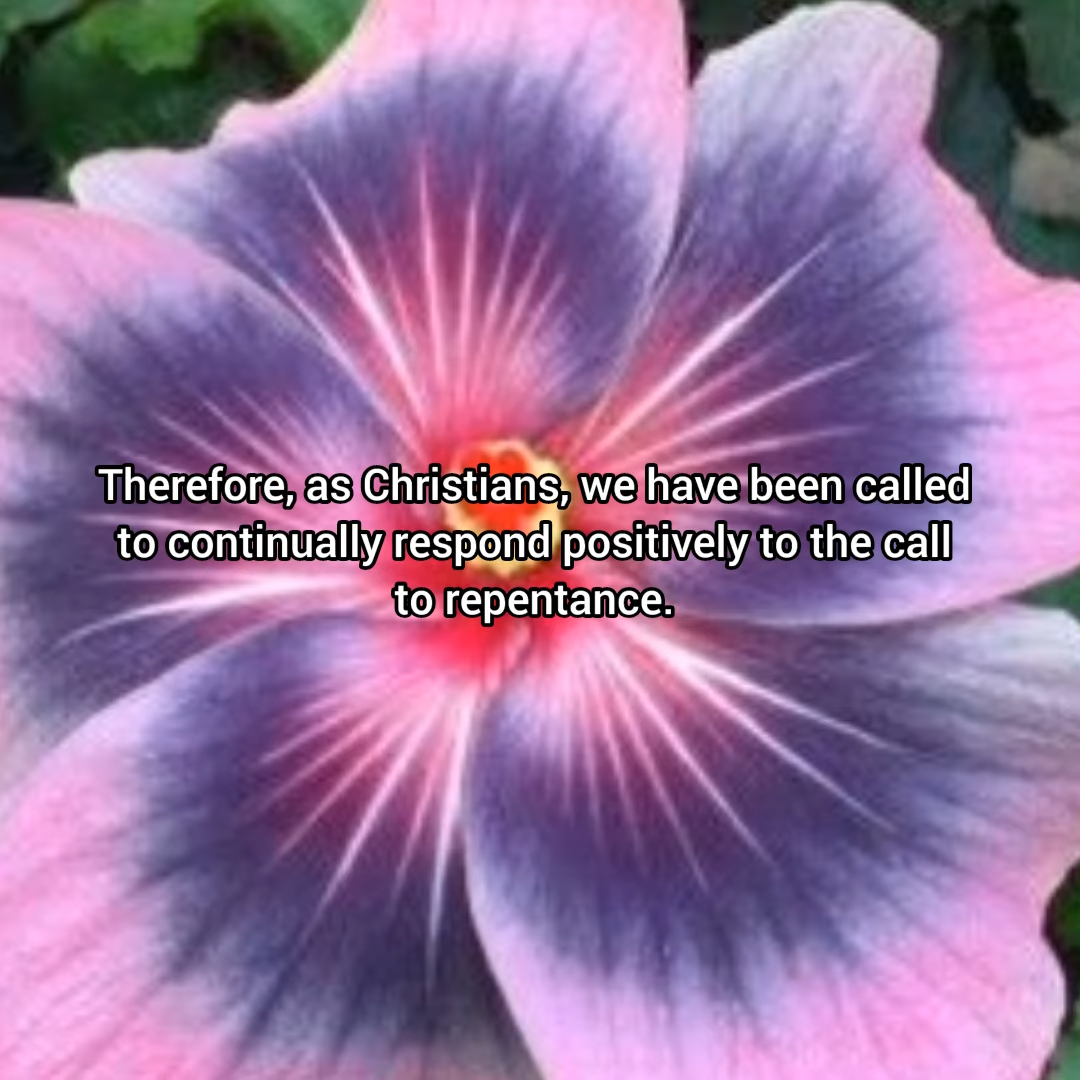 Therefore, as Christians, we have been called
to continually respond positively to the call
to repentance.